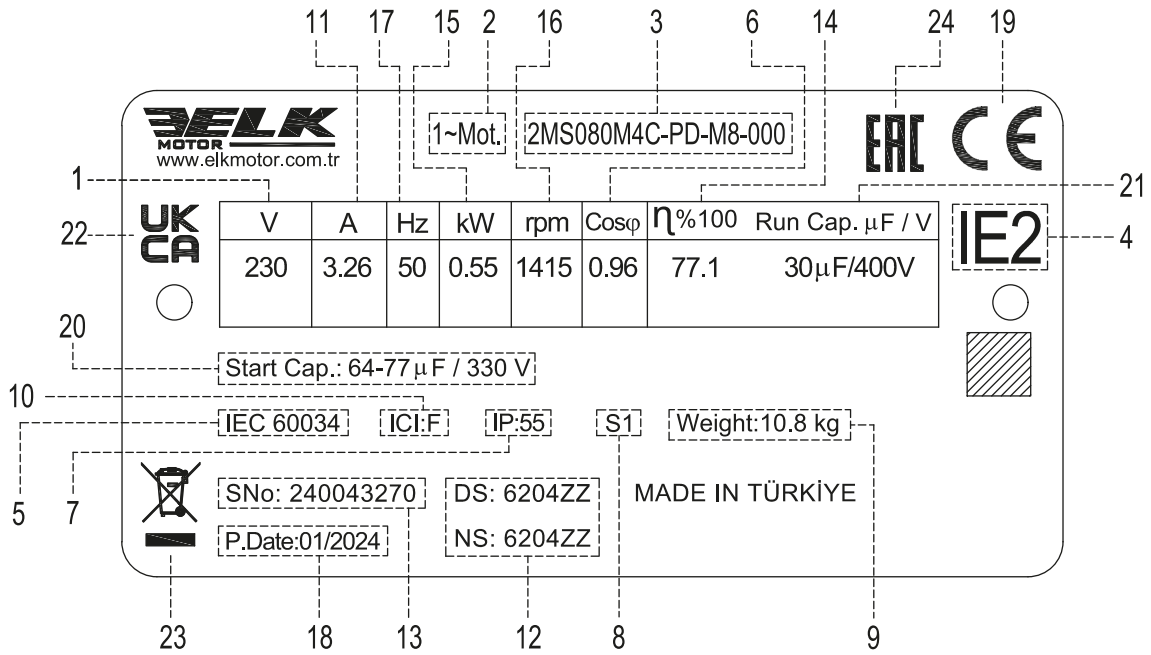 11 17 15 2 16 3 6 14 24 19
ELK
MOTOR
www.elkmotor.com.tr
1~Mot.
2MS080M4C-PD-M8-000
EAC
CE
1
21
UK
CA
22
V A Hz kW rpm Cosφ η%100 Run Cap. μF / V
230 3.26 50 0.55 1415 0.96 77.1 30μF/400V
IE2
4
20
Start Cap.: 64-77 μF / 330 V
10
IEC 60034 ICI:F IP:55 S1 Weight:10.8 kg
5
7
SNo: 240043270
DS: 6204ZZ
MADE IN TÜRKİYE
P.Date:01/2024
NS: 6204ZZ
23 18 13 12 8 9